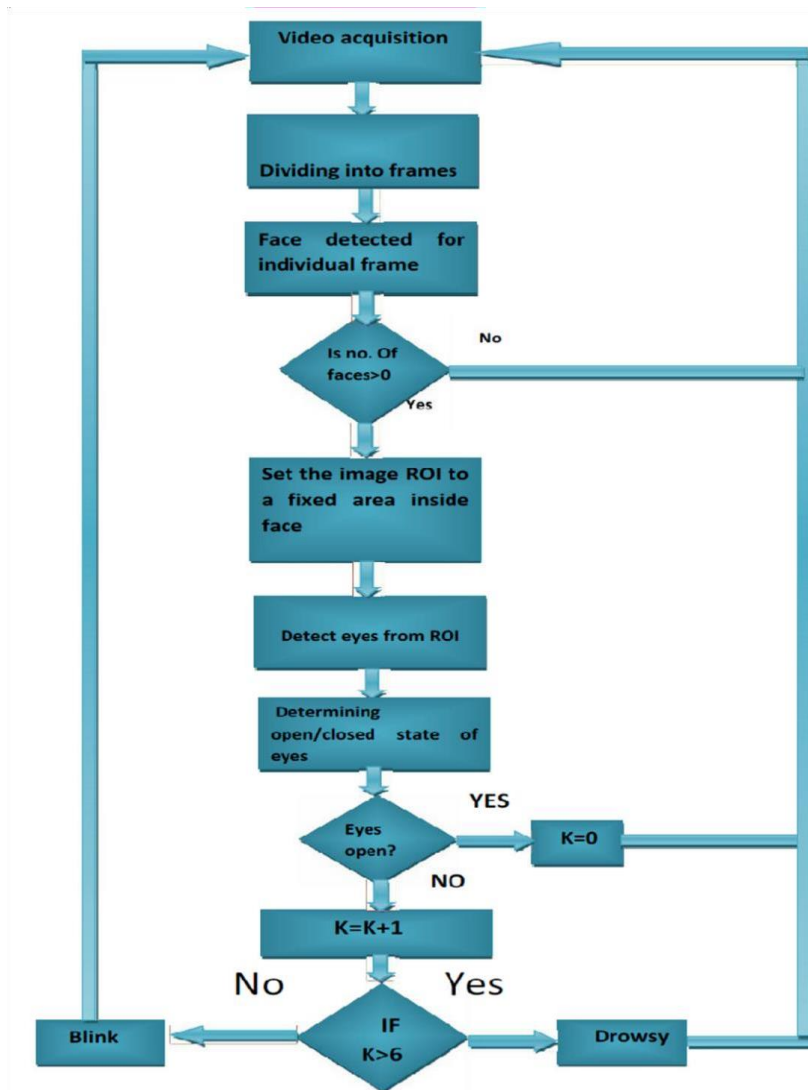 Video acquisition
Dividing into frames
Face detected for
individual frame
Is no. Of
faces>0
No
Yes
Set the image ROI to
a fixed area inside
face
Detect eyes from ROI
Determining
open/closed state of
eyes
YES
Eyes
open?
K=0
NO
K=K+1
No
Yes
Blink
IF
K>6
Drowsy